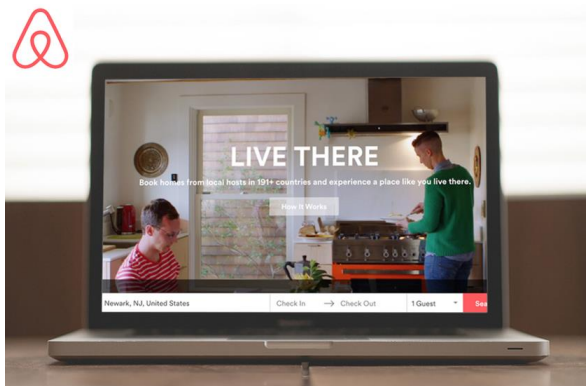 LIVE THERE
Book homes from local hosts in 191+ countries and experience a place like you live there.
How It Works
Newark, NJ, United States
Check In → Check Out
1 Guest
Sea